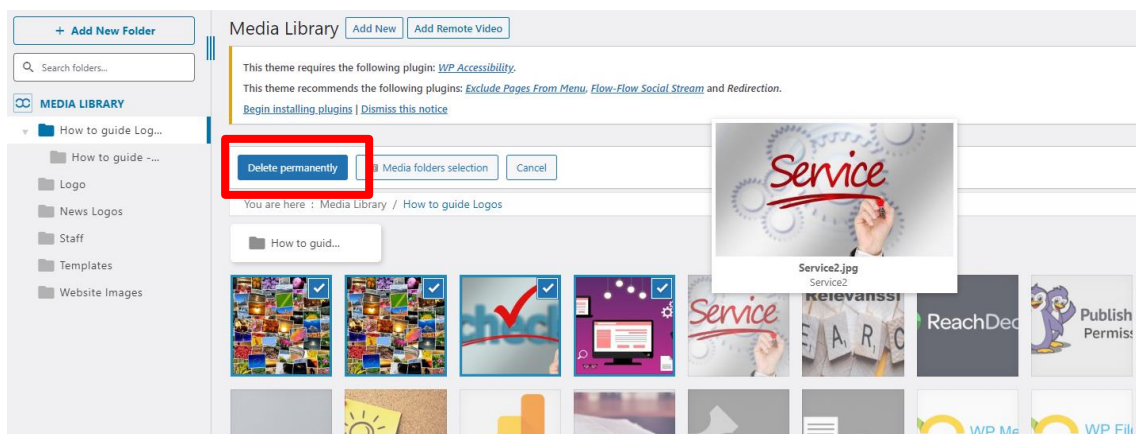 + Add New Folder
Search folders...
MEDIA LIBRARY
How to guide Log...
How to guide -...
Logo
News Logos
Staff
Templates
Website Images
Media Library Add New Add Remote Video
This theme requires the following plugin: WP Accessibility.
This theme recommends the following plugins: Exclude Pages From Menu, Flow-Flow Social Stream and Redirection.
Begin installing plugins | Dismiss this notice
Delete permanently Media folders selection Cancel
You are here : Media Library / How to guide Logos
How to guid...
Service
Service2.jpg
Service2
check
Service
Relevanssi
E A R C
ReachDec
Publish
Permis
WP Me
WP File